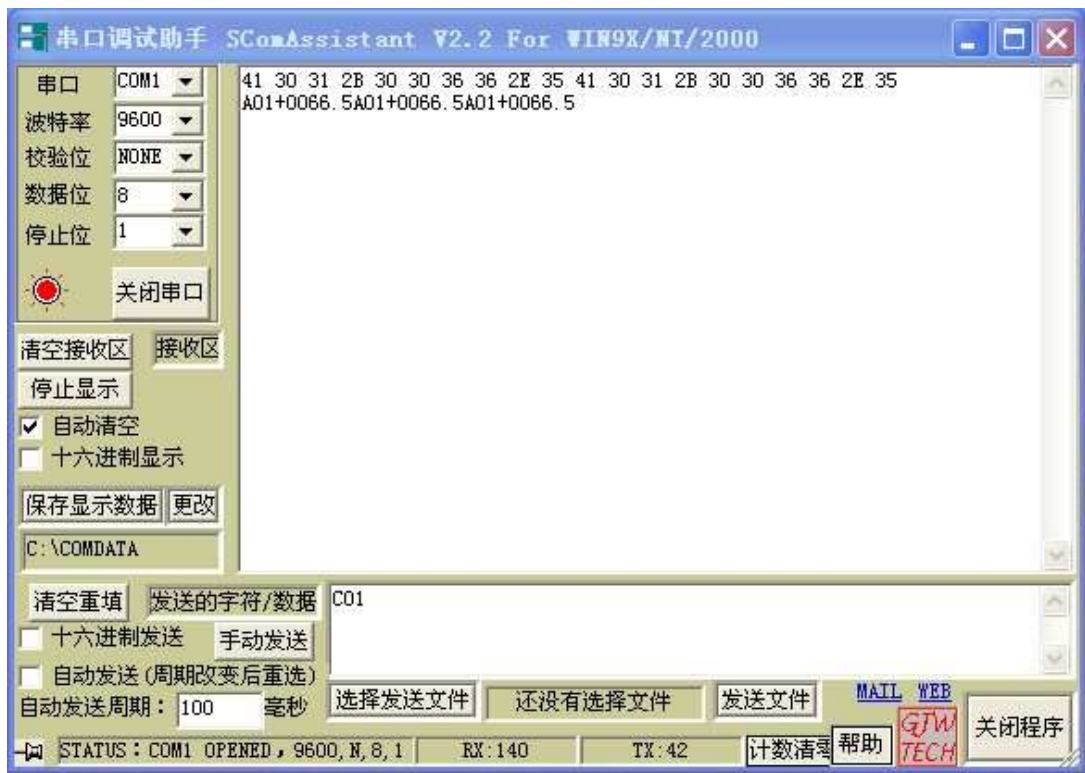 串口调试助手 SComAssistant V2.2 For WIN9X/NT/2000
串口 COM1
波特率 9600
校验位 NONE
数据位 8
停止位 1
关闭串口
清空接收区 接收区
停止显示
自动清空
十六进制显示
保存显示数据 更改
C:\COMDATA
41 30 31 2B 30 30 36 36 2E 35 41 30 31 2B 30 30 36 36 2E 35
A01+0066.5A01+0066.5A01+0066.5
清空重填 发送的字符/数据 C01
十六进制发送 手动发送
自动发送(周期改变后重选)
自动发送周期: 100 毫秒 选择发送文件 还没有选择文件 发送文件 MAIL WEB
GJW TECH 关闭程序
STATUS:COM1 OPENED,9600,N,8,1 RX:140 TX:42 计数清零 帮助